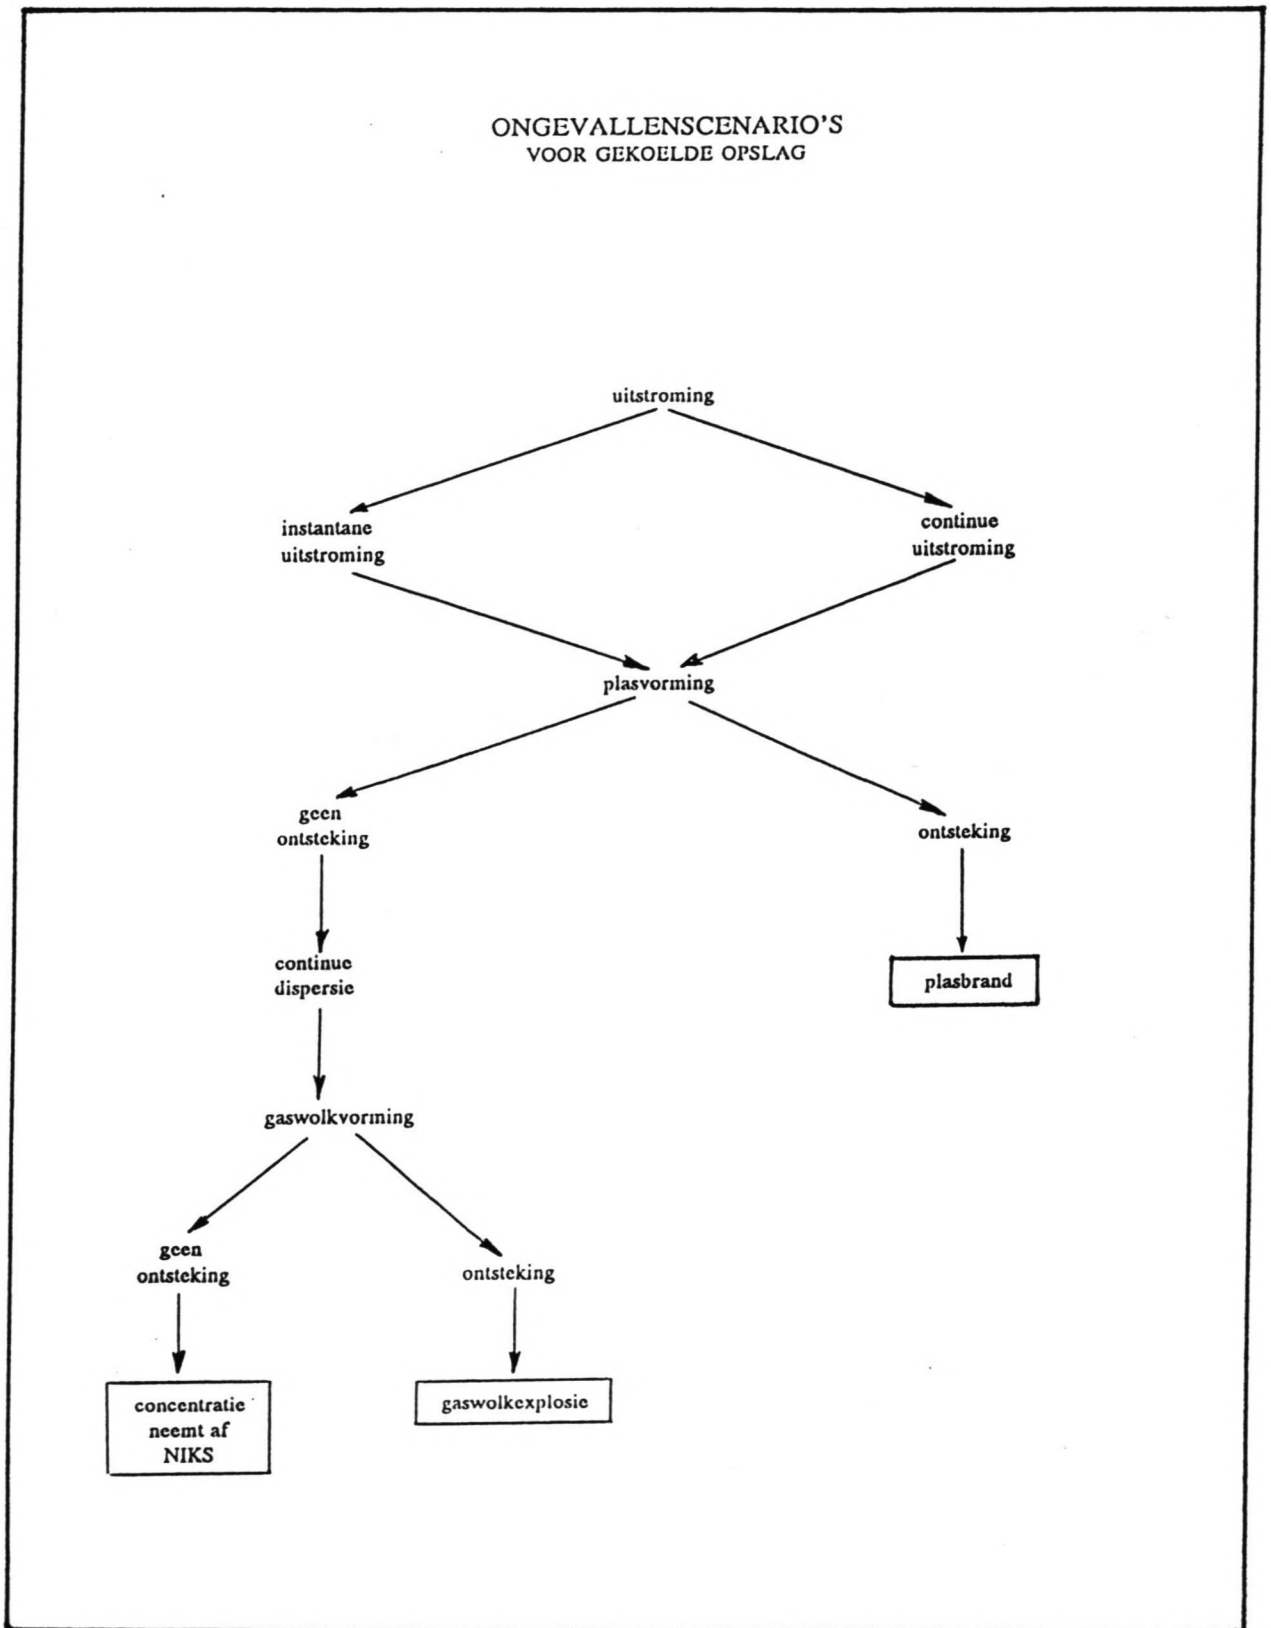 ONGEVALLENSCENARIO'S
VOOR GEKOELDE OPSLAG
uitstroming
instantane
uitstroming
continue
uitstroming
plasvorming
geen
ontsteking
ontsteking
continue
dispersie
plasbrand
gaswolkvorming
geen
ontsteking
ontsteking
concentratie
neemt af
NIKS
gaswolkexplosie